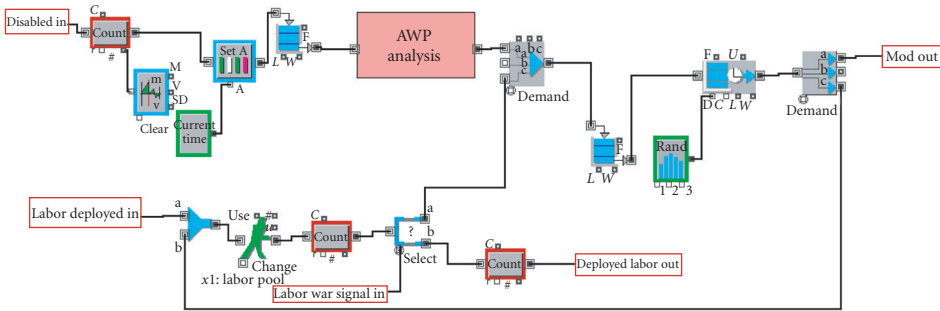 Disabled in
C
Count
r
#
M
m
V
v
SD
Clear
Set A
A
Current
time
F
L W
AWP
analysis
a b c
a
b
c
Demand
F
L W
F
U
D C L W
Rand
1 2 3
a
b
c
Demand
Mod out
Labor deployed in
a
b
Use
#
u
Change
x1: labor pool
C
Count
r
#
?
a
b
Select
Labor war signal in
C
Count
r
#
Deployed labor out